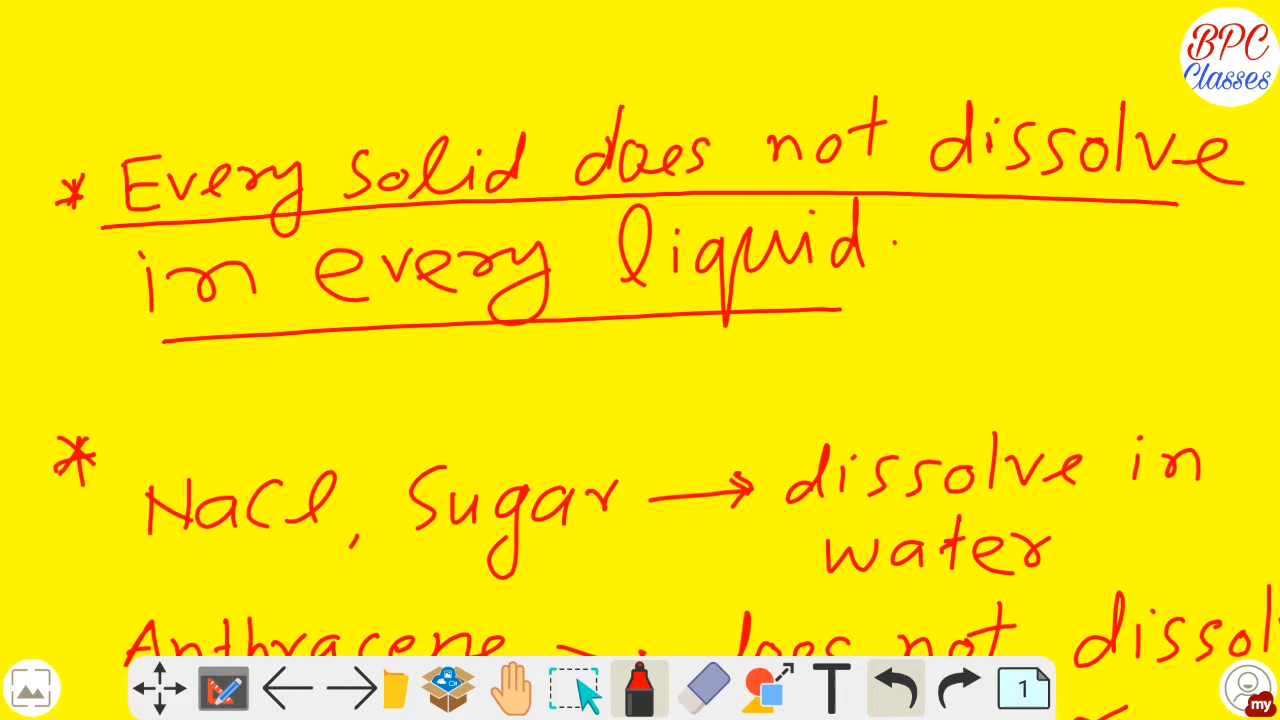 BPC
Classes
* Every solid does not dissolve
in every liquid.
* NaCl, Sugar → dissolve in
water
Anthracene → does not
T
1
my